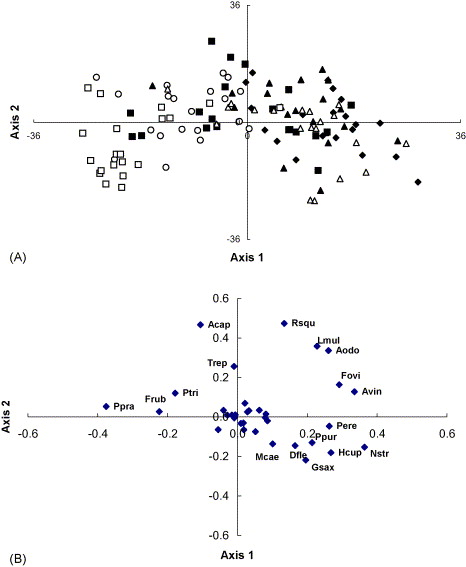 36
Axis 2
-36
0
36
-36
(A)
Axis 1
0.6
Acap
Rsqu
0.4
Lmul
Aodo
Trep
0.2
Fovi
Avin
Ptri
Ppra
Frub
Axis 2
0
-0.6
-0.4
-0.2
0
0.2
0.4
0.6
Pere
Ppur
Mcae
Dfle
Hcup
Nstr
-0.2
Gsax
-0.4
-0.6
(B)
Axis 1